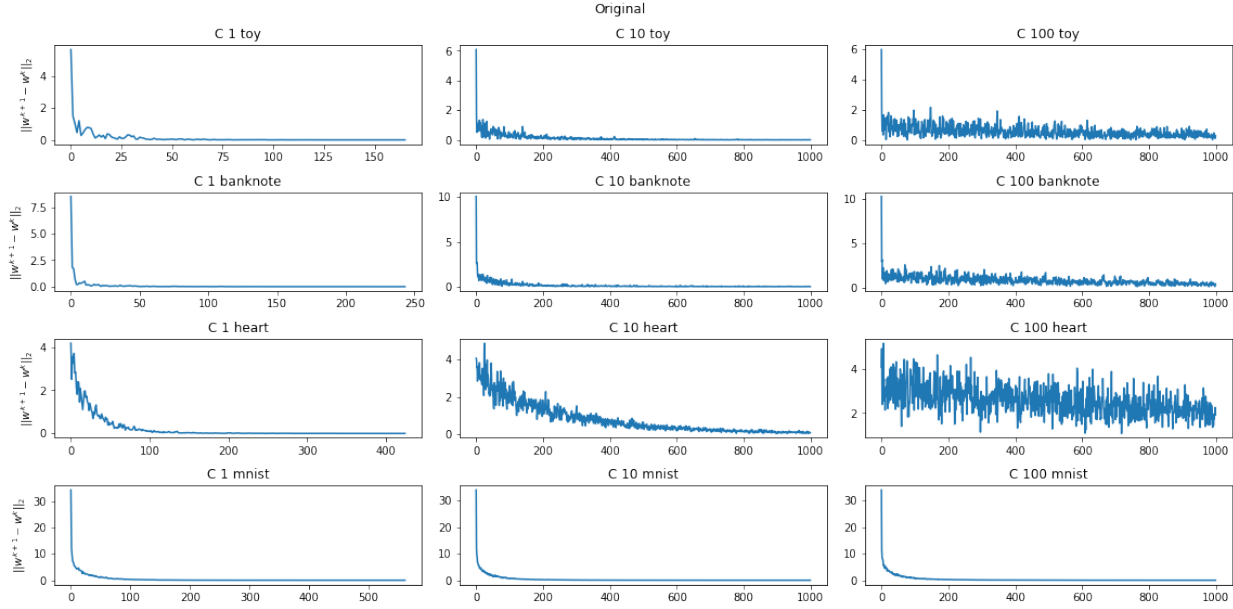 Original
C 1 toy
C 10 toy
C 100 toy
||w^{k+1} - w^k||_2
4
2
0
0 25 50 75 100 125 150
6
4
2
0
0 200 400 600 800 1000
6
4
2
0
0 200 400 600 800 1000
C 1 banknote
C 10 banknote
C 100 banknote
||w^{k+1} - w^k||_2
7.5
5.0
2.5
0.0
0 50 100 150 200 250
10
5
0
0 200 400 600 800 1000
10
5
0
0 200 400 600 800 1000
C 1 heart
C 10 heart
C 100 heart
||w^{k+1} - w^k||_2
4
2
0
0 100 200 300 400
4
2
0
0 200 400 600 800 1000
4
2
0 200 400 600 800 1000
C 1 mnist
C 10 mnist
C 100 mnist
||w^{k+1} - w^k||_2
30
20
10
0
0 100 200 300 400 500
30
20
10
0
0 200 400 600 800 1000
30
20
10
0
0 200 400 600 800 1000